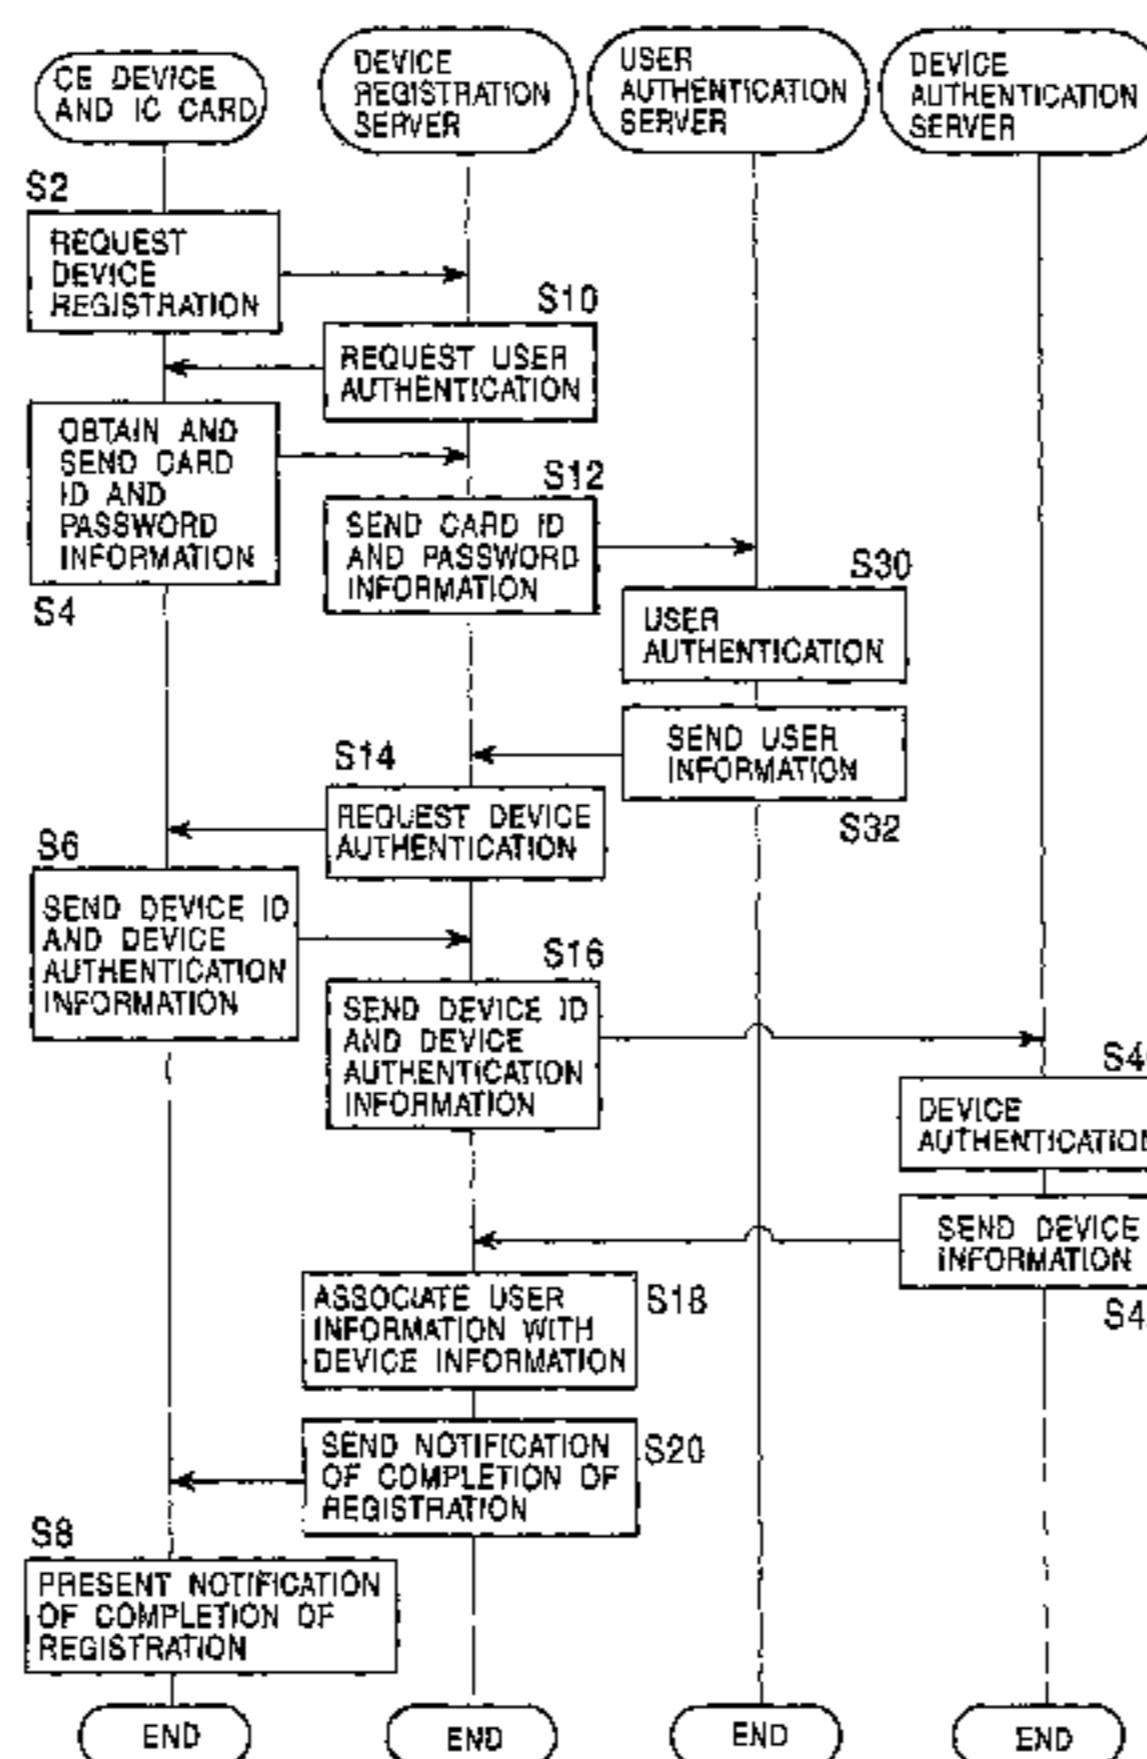 CE DEVICE
AND IC CARD
DEVICE
REGISTRATION
SERVER
USER
AUTHENTICATION
SERVER
DEVICE
AUTHENTICATION
SERVER
S2
REQUEST
DEVICE
REGISTRATION
S10
REQUEST USER
AUTHENTICATION
OBTAIN AND
SEND CARD
ID AND
PASSWORD
INFORMATION
S4
S12
SEND CARD ID
AND PASSWORD
INFORMATION
S30
USER
AUTHENTICATION
SEND USER
INFORMATION
S32
S14
REQUEST DEVICE
AUTHENTICATION
S6
SEND DEVICE ID
AND DEVICE
AUTHENTICATION
INFORMATION
S16
SEND DEVICE ID
AND DEVICE
AUTHENTICATION
INFORMATION
DEVICE
AUTHENTICATION
SEND DEVICE
INFORMATION
ASSOCIATE USER
INFORMATION WITH
DEVICE INFORMATION
S18
SEND NOTIFICATION
OF COMPLETION OF
REGISTRATION
S20
S8
PRESENT NOTIFICATION
OF COMPLETION OF
REGISTRATION
END
END
END
END